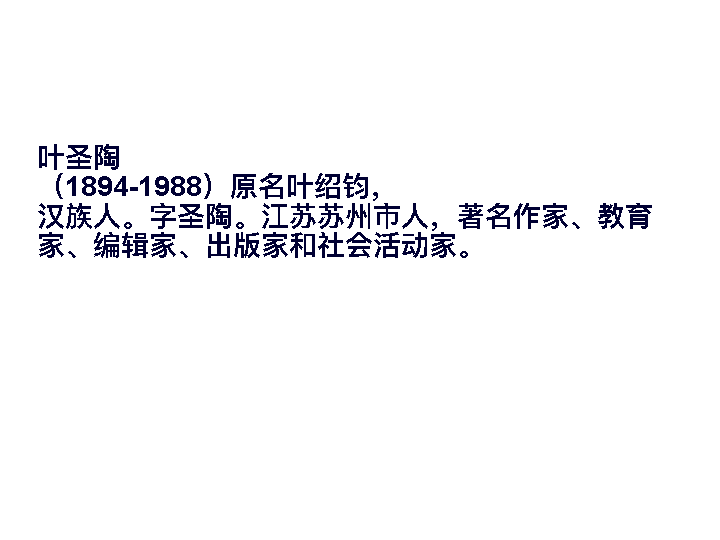 叶圣陶
（1894-1988）原名叶绍钧，
汉族人。字圣陶。江苏苏州市人，著名作家、教育
家、编辑家、出版家和社会活动家。